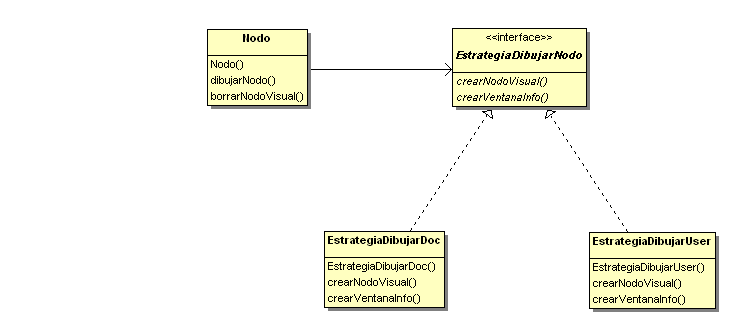 Nodo
Nodo()
dibujarNodo()
borrarNodoVisual()
<<interface>>
EstrategiaDibujarNodo
crearNodoVisual()
crearVentanaInfo()
EstrategiaDibujarDoc
EstrategiaDibujarDoc()
crearNodoVisual()
crearVentanaInfo()
EstrategiaDibujarUser
EstrategiaDibujarUser()
crearNodoVisual()
crearVentanaInfo()